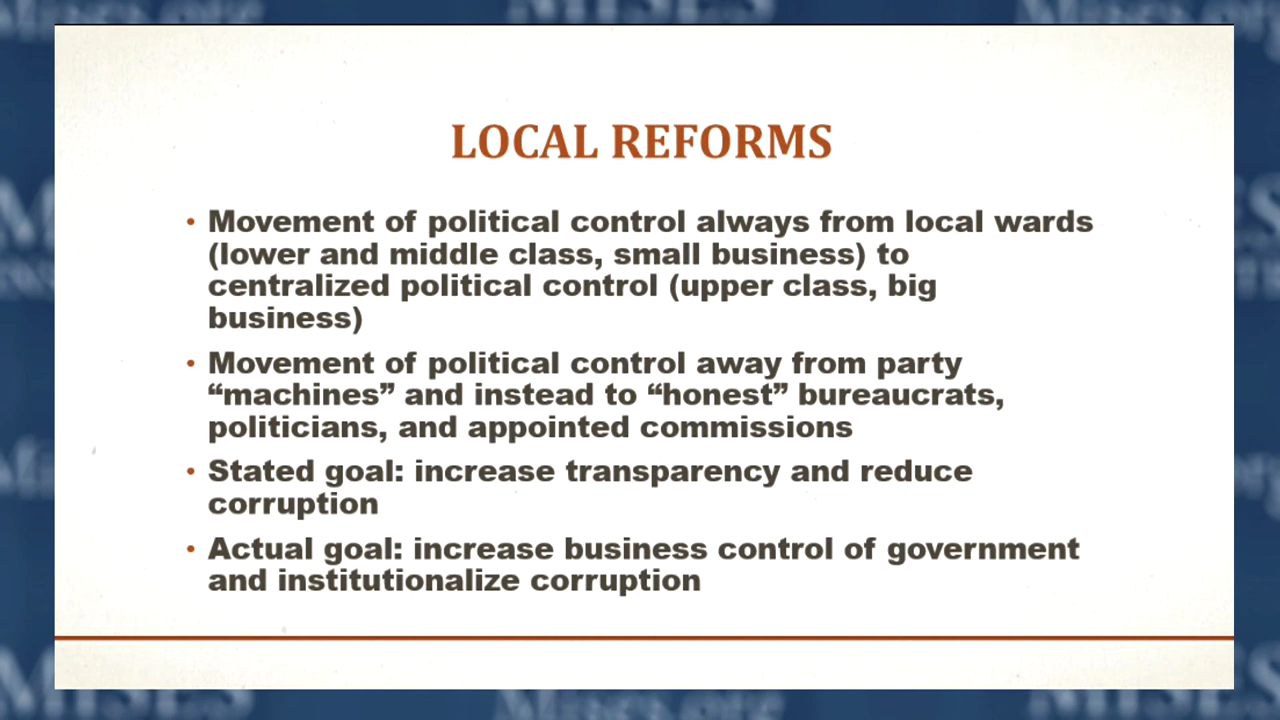 LOCAL REFORMS
• Movement of political control always from local wards
(lower and middle class, small business) to
centralized political control (upper class, big
business)
• Movement of political control away from party
“machines” and instead to “honest” bureaucrats,
politicians, and appointed commissions
• Stated goal: increase transparency and reduce
corruption
• Actual goal: increase business control of government
and institutionalize corruption
Mises.org